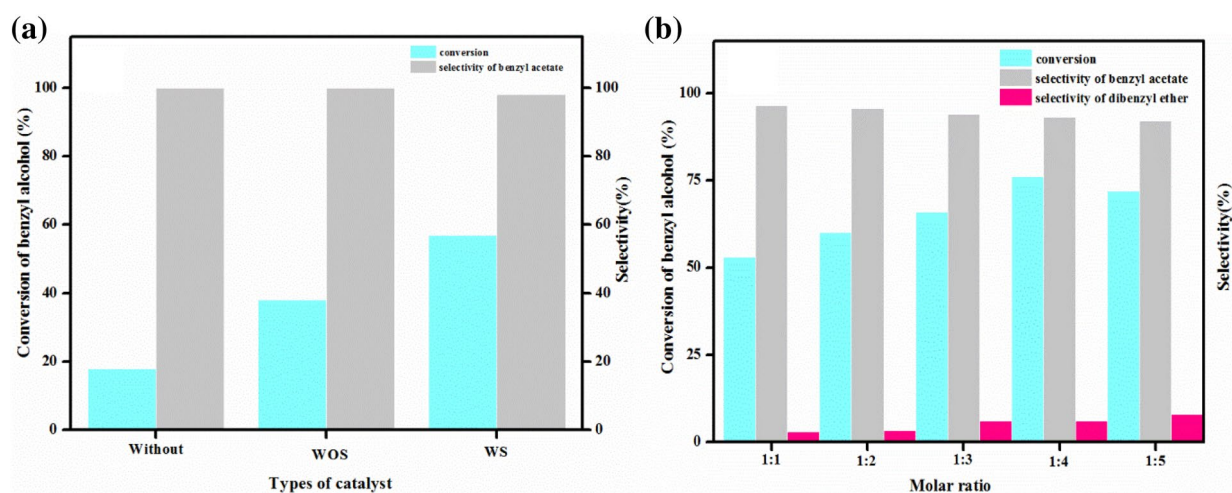 (a)
conversion
selectivity of benzyl acetate
Conversion of benzyl alcohol (%)
100
80
60
40
20
0
100
80
60
40
20
0
Selectivity(%)
Without
WOS
WS
Types of catalyst
(b)
conversion
selectivity of benzyl acetate
selectivity of dibenzyl ether
Conversion of benzyl alcohol (%)
100
75
50
25
0
Selectivity(%)
1:1
1:2
1:3
1:4
1:5
Molar ratio